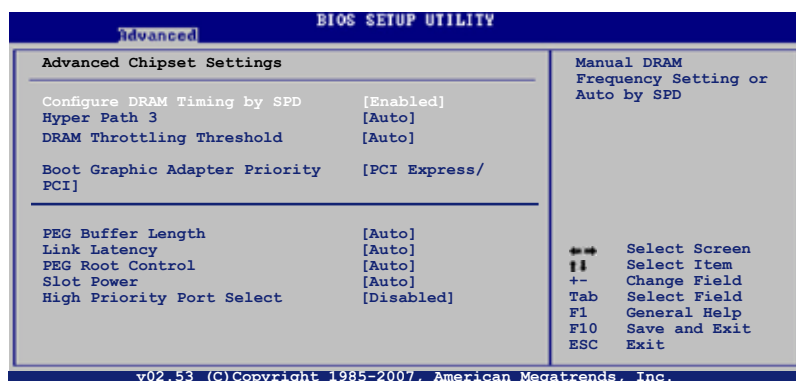 BIOS SETUP UTILITY
Advanced
Advanced Chipset Settings
Configure DRAM Timing by SPD [Enabled]
Hyper Path 3 [Auto]
DRAM Throttling Threshold [Auto]
Boot Graphic Adapter Priority [PCI Express/
PCI]
PEG Buffer Length [Auto]
Link Latency [Auto]
PEG Root Control [Auto]
Slot Power [Auto]
High Priority Port Select [Disabled]
Manual DRAM
Frequency Setting or
Auto by SPD
←→ Select Screen
↑↓ Select Item
+- Change Field
Tab Select Field
F1 General Help
F10 Save and Exit
ESC Exit
v02.53 (C)Copyright 1985-2007, American Megatrends, Inc.